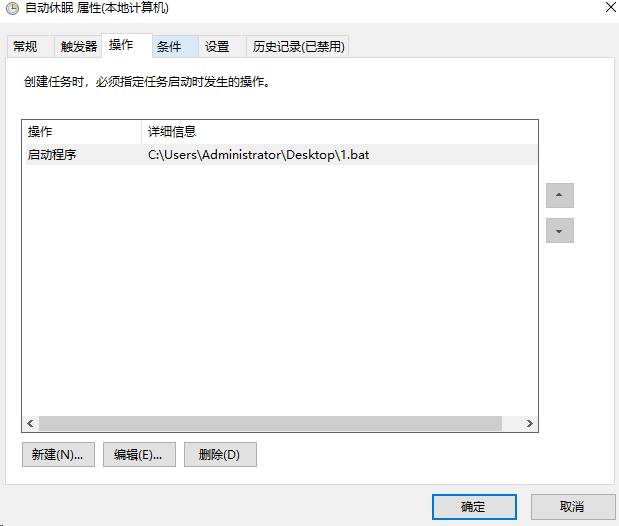 自动休眠 属性(本地计算机)
常规 触发器 操作 条件 设置 历史记录(已禁用)
创建任务时，必须指定任务启动时发生的操作。
操作 详细信息
启动程序 C:\Users\Administrator\Desktop\1.bat
新建(N)... 编辑(E)... 删除(D)
确定 取消